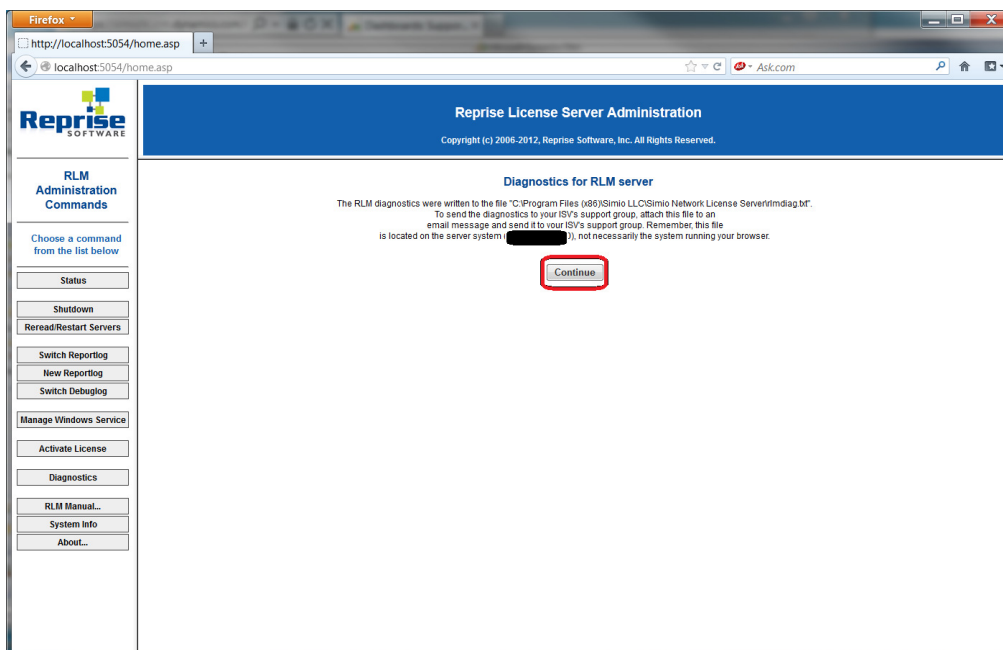 Firefox
http://localhost:5054/home.asp
+
localhost:5054/home.asp
Ask.com
Reprise
SOFTWARE
Reprise License Server Administration
Copyright (c) 2006-2012, Reprise Software, Inc. All Rights Reserved.
RLM
Administration
Commands
Choose a command
from the list below
Status
Shutdown
Reread/Restart Servers
Switch Reportlog
New Reportlog
Switch Debuglog
Manage Windows Service
Activate License
Diagnostics
RLM Manual...
System Info
About...
Diagnostics for RLM server
The RLM diagnostics were written to the file "C:\Program Files (x86)\Simio LLC\Simio Network License Server\rlmdiag.txt".
To send the diagnostics to your ISV's support group, attach this file to an
email message and send it to your ISV's support group. Remember, this file
is located on the server system ( ), not necessarily the system running your browser.
Continue